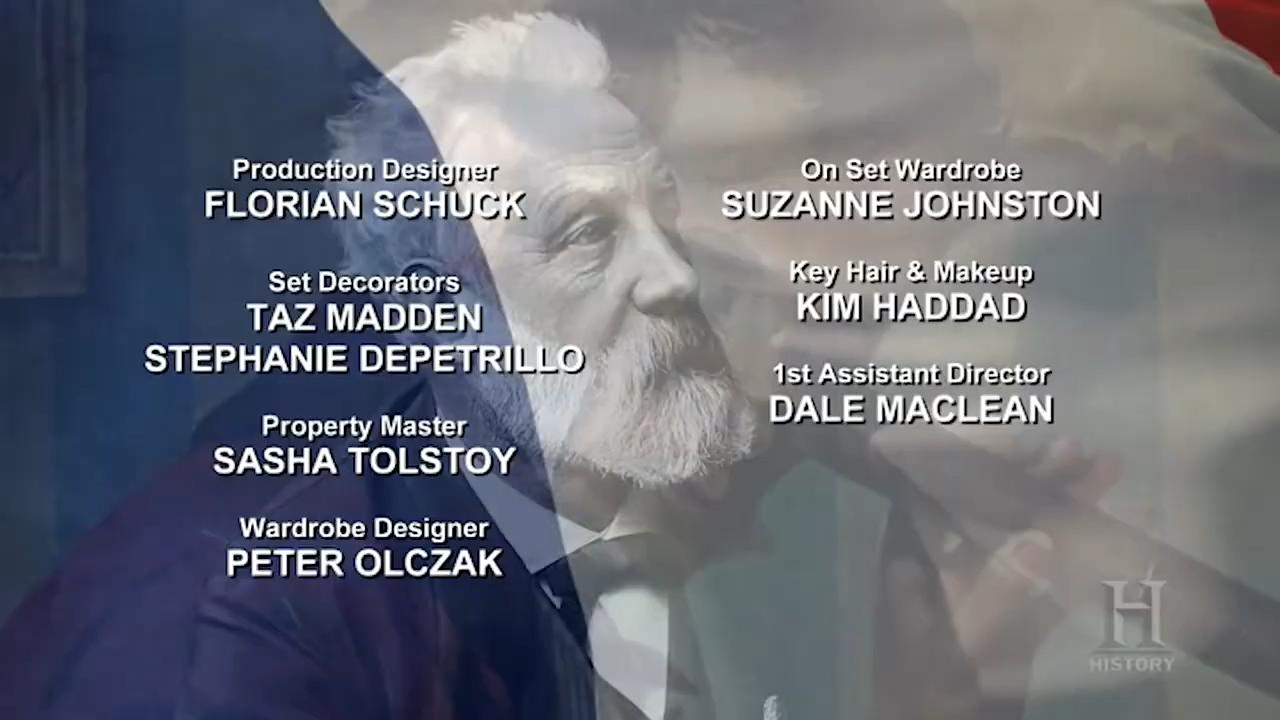 Production Designer
FLORIAN SCHUCK
Set Decorators
TAZ MADDEN
STEPHANIE DEPETRILLO
Property Master
SASHA TOLSTOY
Wardrobe Designer
PETER OLCZAK
On Set Wardrobe
SUZANNE JOHNSTON
Key Hair & Makeup
KIM HADDAD
1st Assistant Director
DALE MACLEAN
H
HISTORY